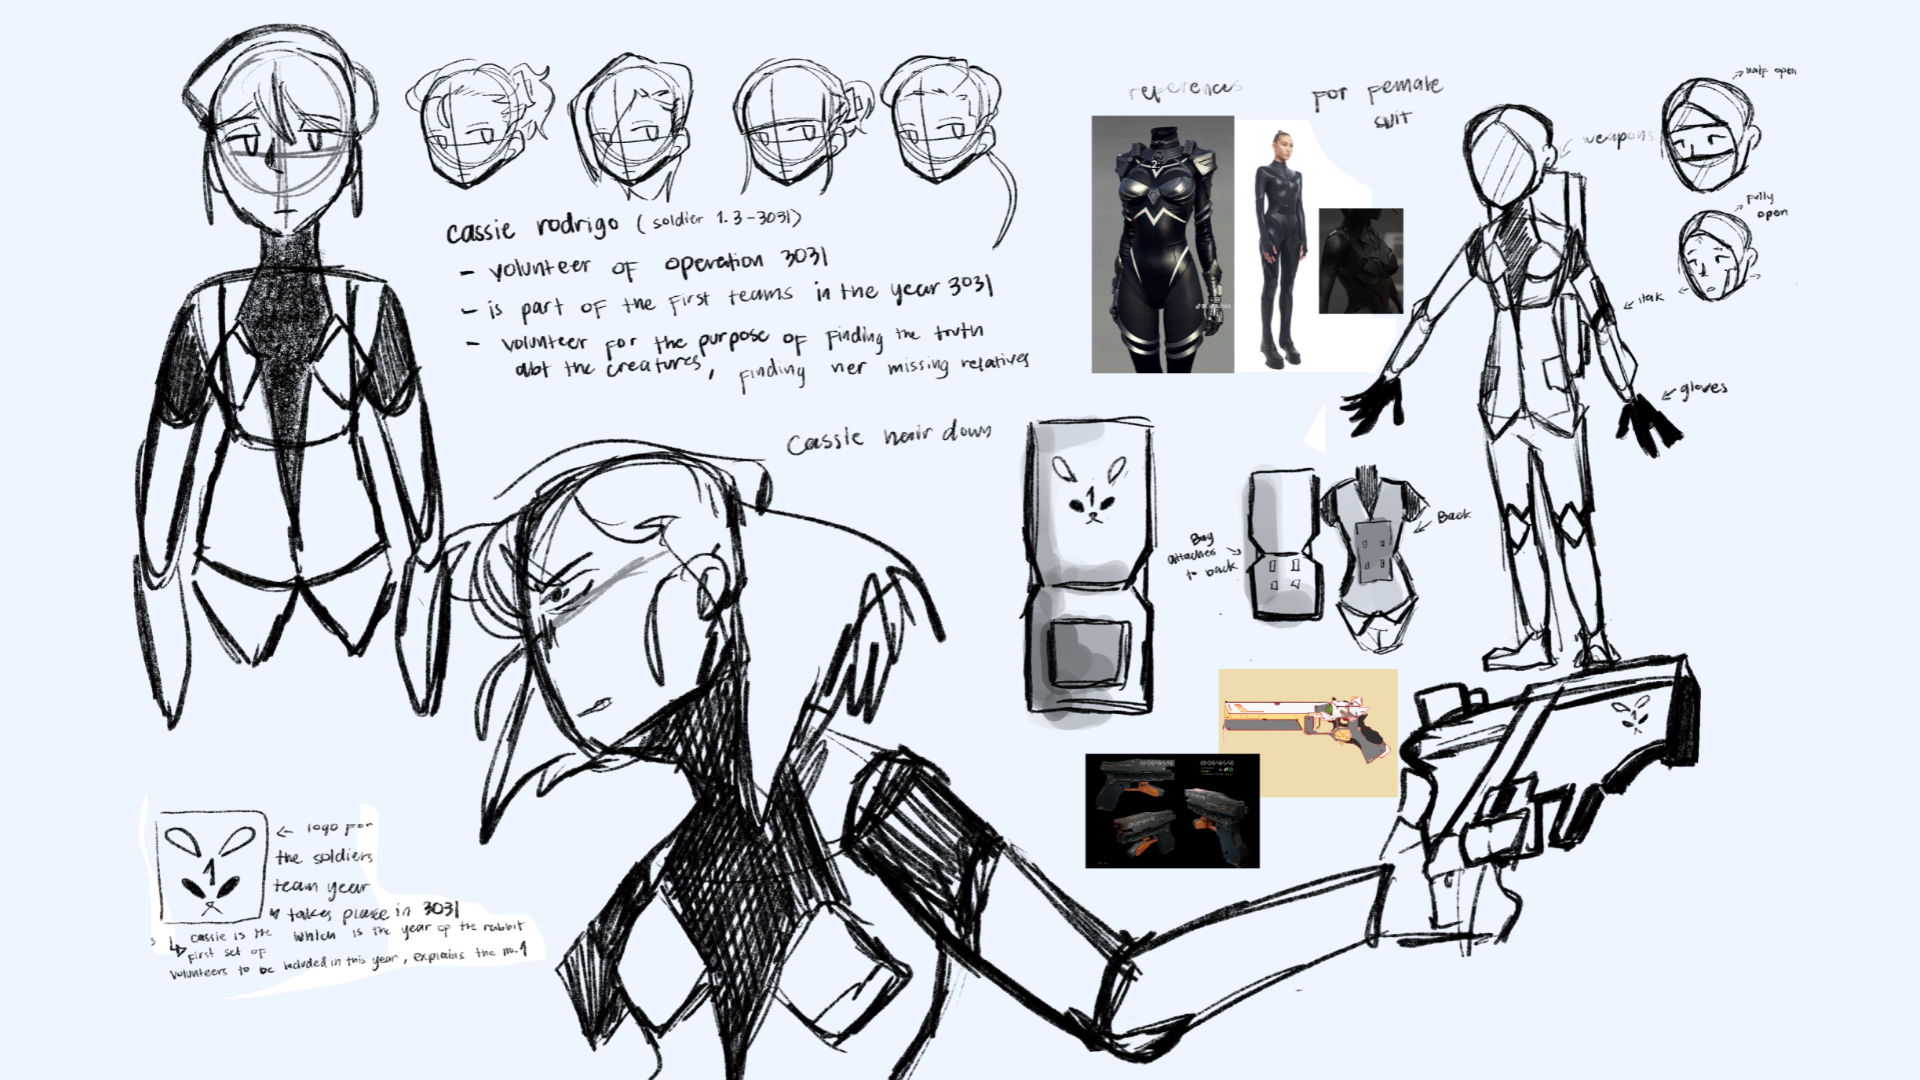 cassie rodrigo (soldier 1.3-3031)
- volunteer of operation 3031
- is part of the first teams in the year 3031
- volunteer for the purpose of finding the truth
abt the creatures, finding her missing relatives
Cassie hair down
references
for female
suit
weapons
half open
fully
open
itak
gloves
Bag
attaches
to back
Back
1
1
logo for
the soldiers
team year
takes place in 3031
which is the year of the rabbit
cassie is the
first set of
volunteers to be included in this year, explains the no.1